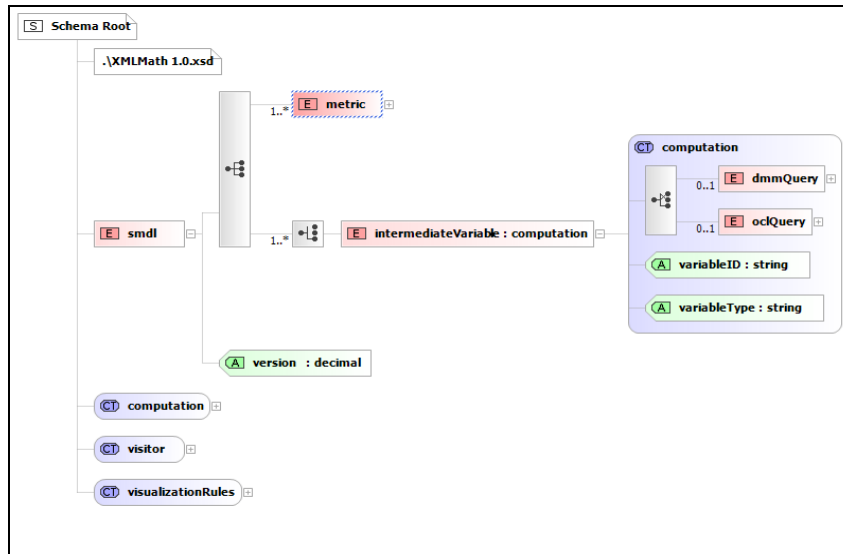 S Schema Root
.\XMLMath 1.0.xsd
1..* E metric
CT computation
0..1 E dmmQuery
0..1 E oclQuery
E smdl
1..* E intermediateVariable : computation
A variableID : string
A variableType : string
A version : decimal
CT computation
CT visitor
CT visualizationRules